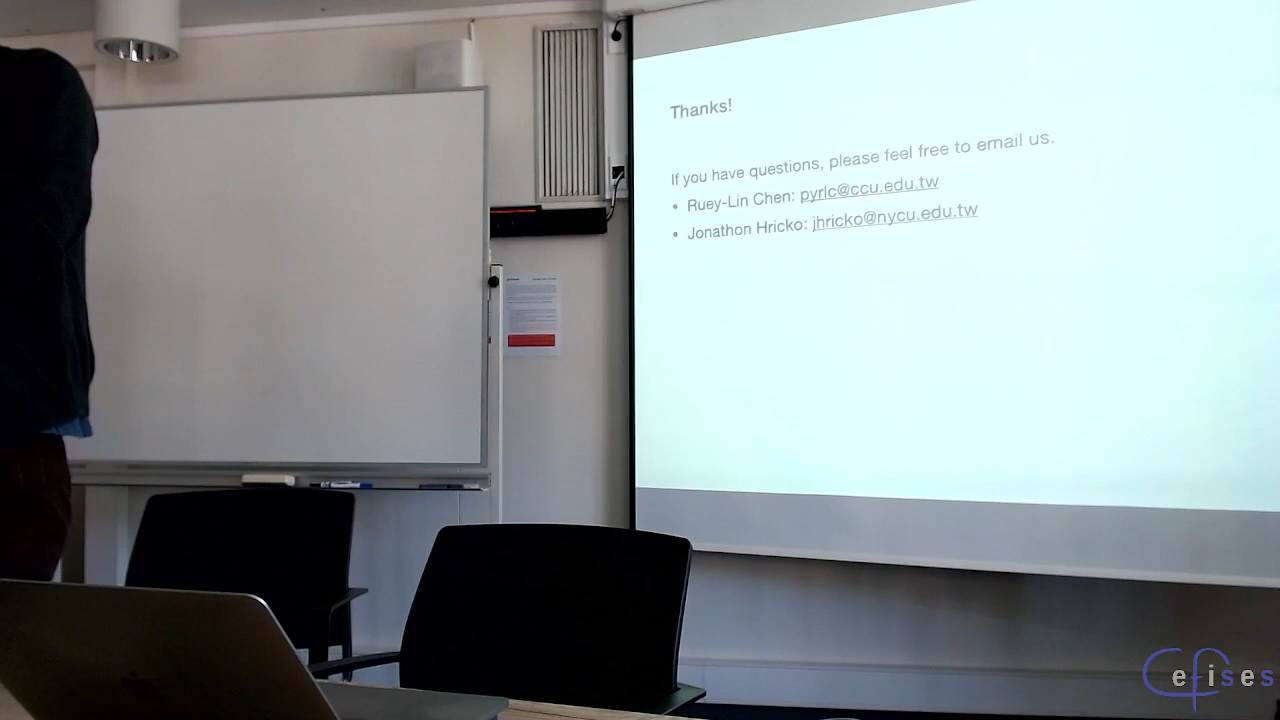 Thanks!
If you have questions, please feel free to email us.
• Ruey-Lin Chen: pyrlc@ccu.edu.tw
• Jonathon Hricko: jhricko@nycu.edu.tw
Cefises